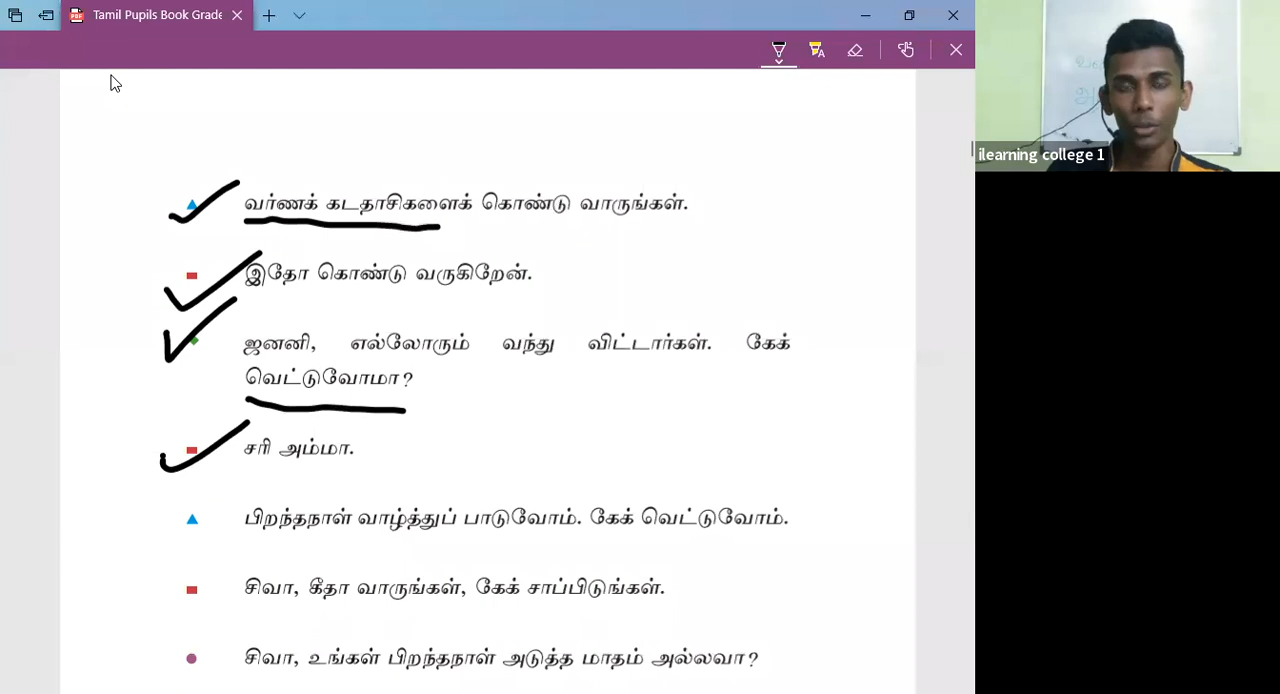 Tamil Pupils Book Grade
வர்ணக் கடதாசிகளைக் கொண்டு வாருங்கள்.
இதோ கொண்டு வருகிறேன்.
ஜனனி, எல்லோரும் வந்து விட்டார்கள். கேக்
வெட்டுவோமா?
சரி அம்மா.
பிறந்தநாள் வாழ்த்துப் பாடுவோம். கேக் வெட்டுவோம்.
சிவா, கீதா வாருங்கள், கேக் சாப்பிடுங்கள்.
சிவா, உங்கள் பிறந்தநாள் அடுத்த மாதம் அல்லவா?
ilearning college 1